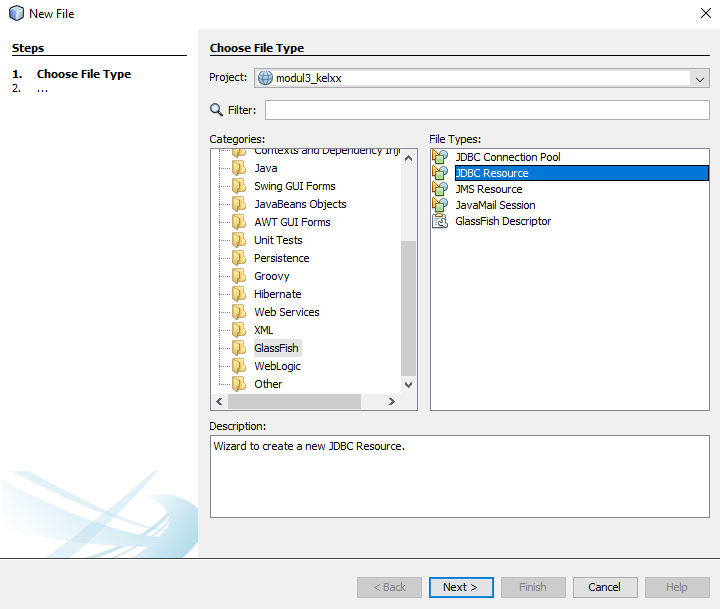 New File
Steps
1. Choose File Type
2. ...
Choose File Type
Project: modul3_kelxx
Filter:
Categories:
Contexts and Dependency Inj
Java
Swing GUI Forms
JavaBeans Objects
AWT GUI Forms
Unit Tests
Persistence
Groovy
Hibernate
Web Services
XML
GlassFish
WebLogic
Other
File Types:
JDBC Connection Pool
JDBC Resource
JMS Resource
JavaMail Session
GlassFish Descriptor
Description:
Wizard to create a new JDBC Resource.
< Back Next > Finish Cancel Help